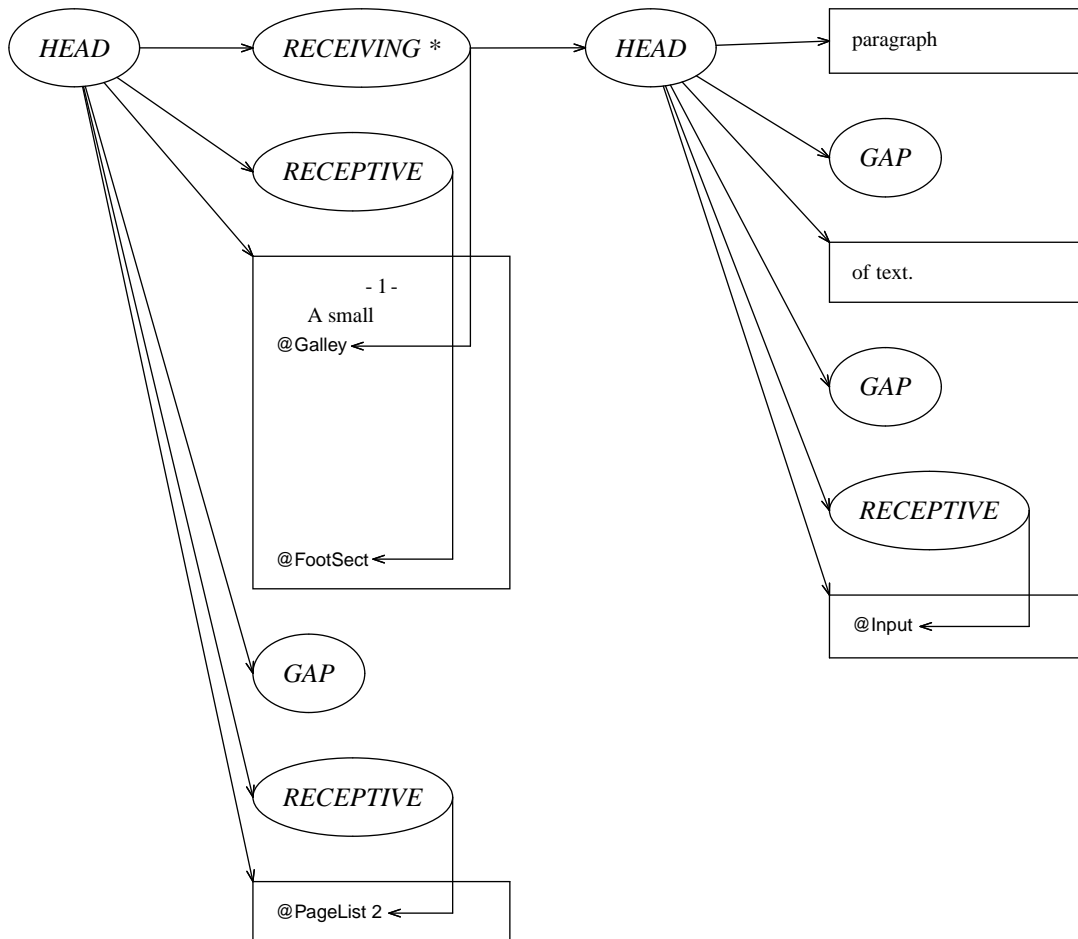 HEAD
RECEIVING *
HEAD
paragraph
RECEPTIVE
GAP
- 1 -
A small
@Galley
@FootSect
of text.
GAP
RECEPTIVE
@Input
GAP
RECEPTIVE
@PageList 2